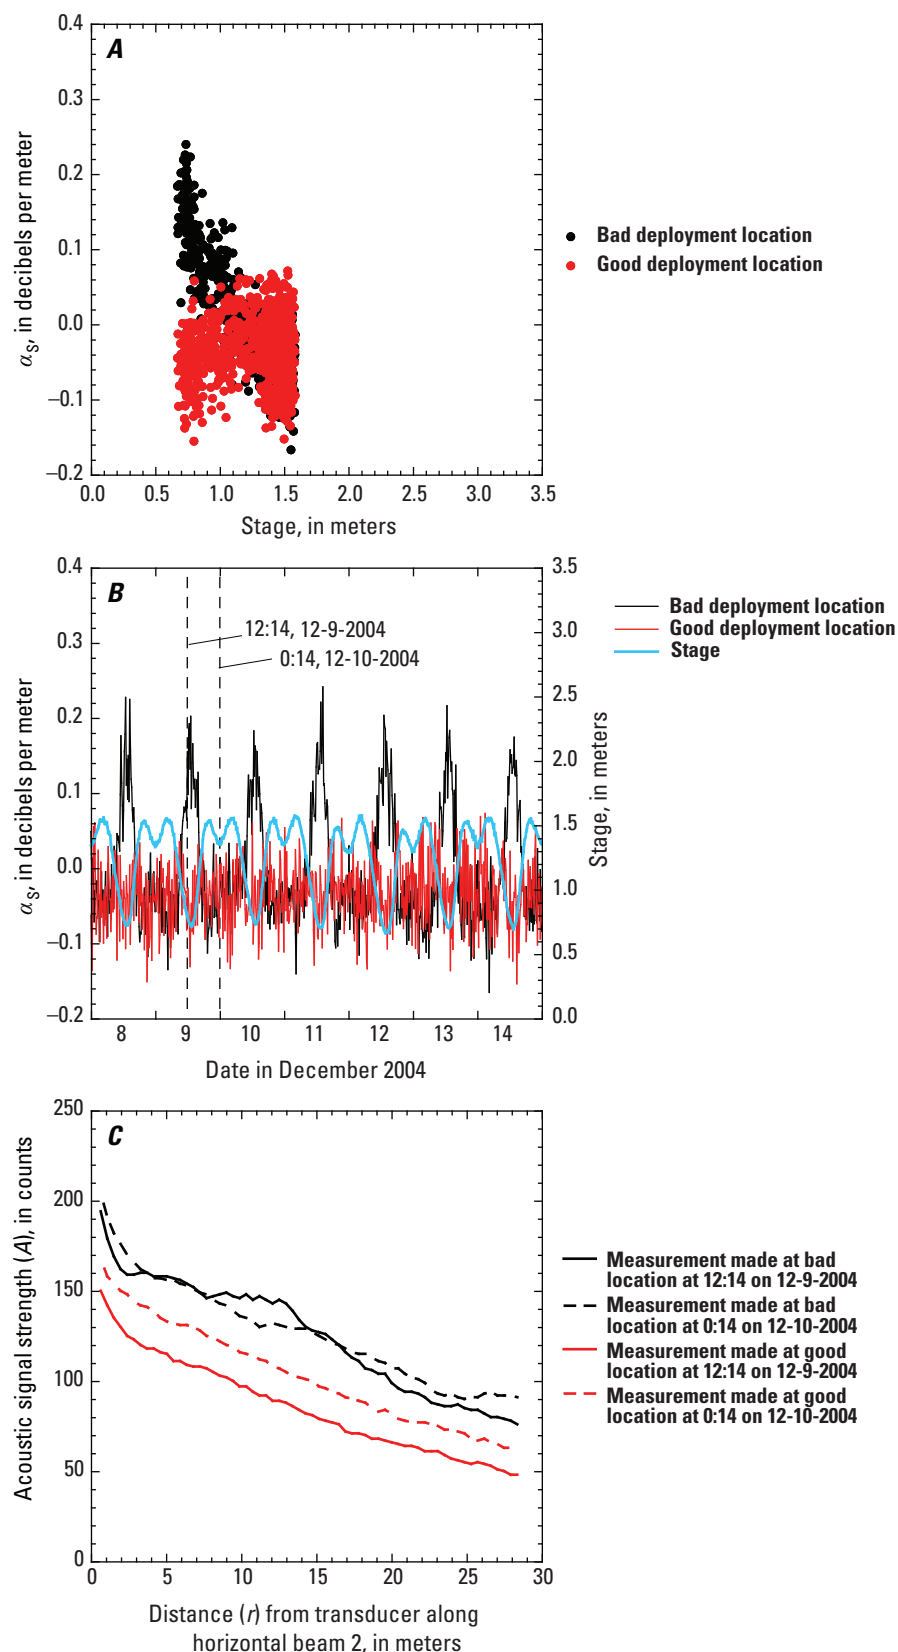 A
0.4
0.3
0.2
0.1
0.0
−0.1
−0.2
αS, in decibels per meter
0.0 0.5 1.0 1.5 2.0 2.5 3.0 3.5
Stage, in meters
Bad deployment location
Good deployment location
B
0.4
0.3
0.2
0.1
0.0
−0.1
−0.2
αS, in decibels per meter
12:14, 12-9-2004
0:14, 12-10-2004
3.5
3.0
2.5
2.0
1.5
1.0
0.5
0.0
Stage, in meters
8 9 10 11 12 13 14
Date in December 2004
Bad deployment location
Good deployment location
Stage
C
250
200
150
100
50
0
Acoustic signal strength (A), in counts
0 5 10 15 20 25 30
Distance (r) from transducer along
horizontal beam 2, in meters
Measurement made at bad
location at 12:14 on 12-9-2004
Measurement made at bad
location at 0:14 on 12-10-2004
Measurement made at good
location at 12:14 on 12-9-2004
Measurement made at good
location at 0:14 on 12-10-2004